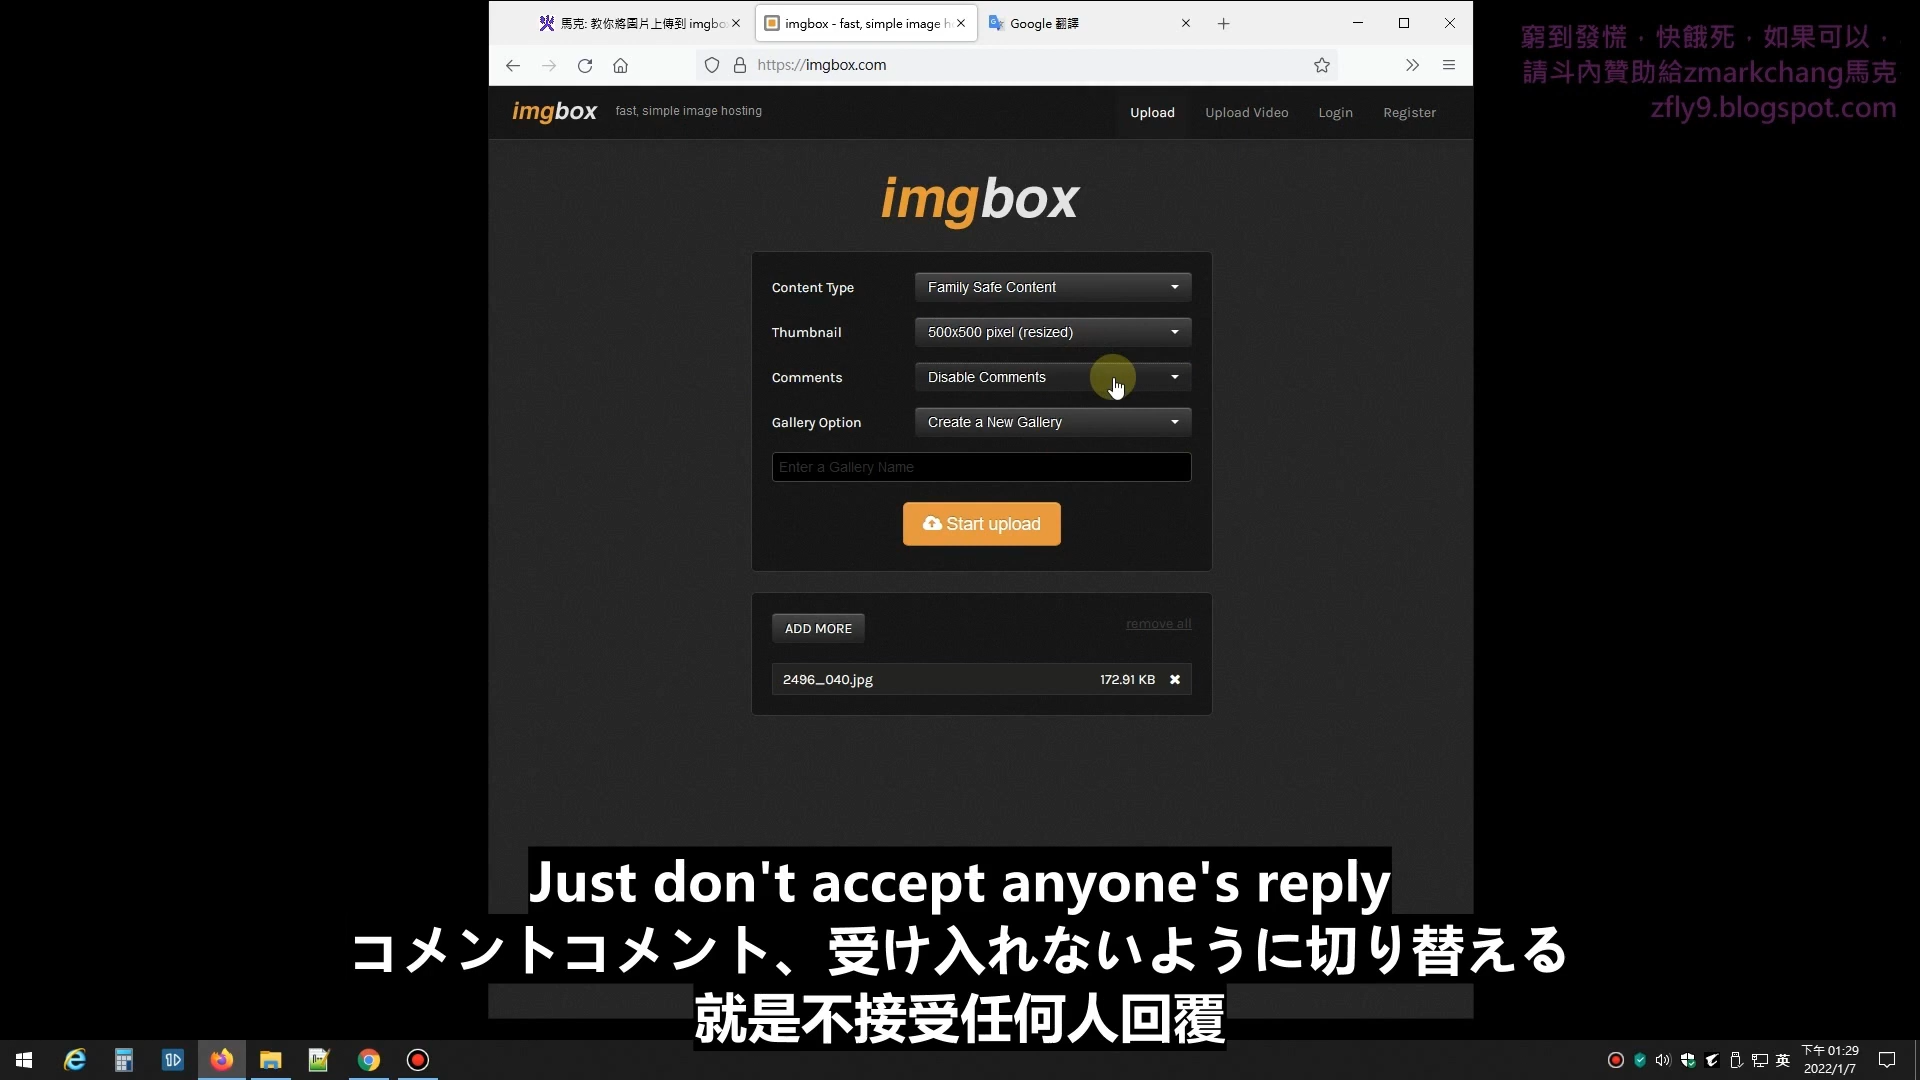 馬克: 教你將圖片上傳到 imgbo
imgbox - fast, simple image h
Google 翻譯
https://imgbox.com
窮到發慌，快餓死，如果可以，
請斗內贊助給zmarkchang馬克
zfly9.blogspot.com
imgbox fast, simple image hosting
Upload
Upload Video
Login
Register
imgbox
Content Type
Family Safe Content
Thumbnail
500x500 pixel (resized)
Comments
Disable Comments
Gallery Option
Create a New Gallery
Enter a Gallery Name
Start upload
ADD MORE
remove all
2496_040.jpg
172.91 KB
Just don't accept anyone's reply
コメントコメント、受け入れないように切り替える
就是不接受任何人回覆
英
下午 01:29
2022/1/7